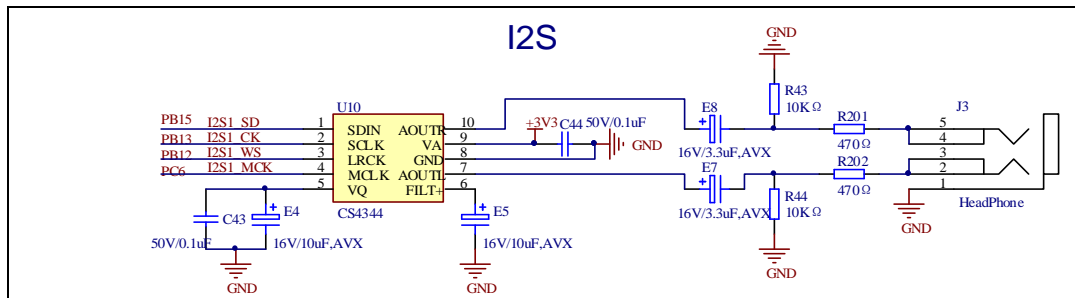 I2S
GND
R43
10KΩ
J3
U10
E8
+3V3
C44
50V/0.1uF
R201
PB15
I2S1_SD
1
SDIN
AOUTR
10
5
PB13
I2S1_CK
2
SCLK
VA
9
GND
4
PB12
I2S1_WS
3
LRCK
GND
8
16V/3.3uF,AVX
470Ω
3
PC6
I2S1_MCK
4
MCLK
AOUTL
7
E7
R202
2
5
VQ
FILT+
6
1
CS4344
16V/3.3uF,AVX
R44
10KΩ
470Ω
HeadPhone
C43
E4
E5
50V/0.1uF
16V/10uF,AVX
16V/10uF,AVX
GND
GND
GND
GND
GND